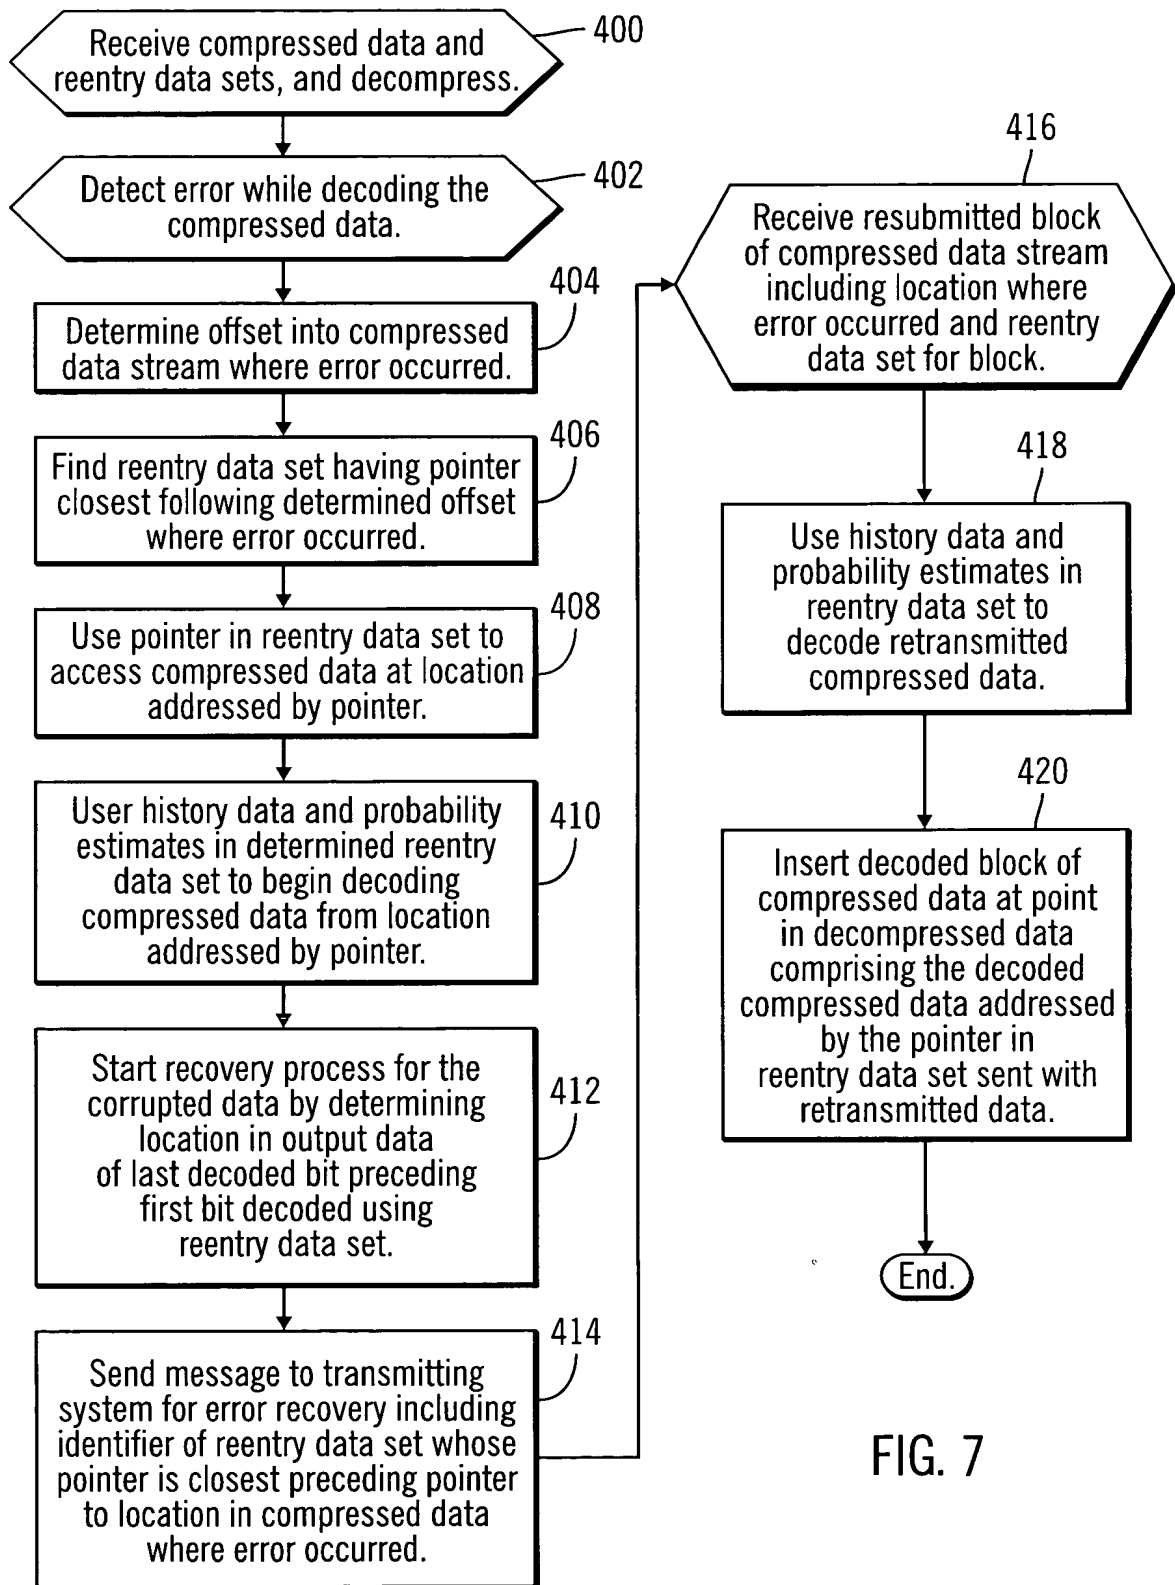 Receive compressed data and
reentry data sets, and decompress.
400
Detect error while decoding the
compressed data.
402
404
Determine offset into compressed
data stream where error occurred.
406
Find reentry data set having pointer
closest following determined offset
where error occurred.
408
Use pointer in reentry data set to
access compressed data at location
addressed by pointer.
410
User history data and probability
estimates in determined reentry
data set to begin decoding
compressed data from location
addressed by pointer.
412
Start recovery process for the
corrupted data by determining
location in output data
of last decoded bit preceding
first bit decoded using
reentry data set.
414
Send message to transmitting
system for error recovery including
identifier of reentry data set whose
pointer is closest preceding pointer
to location in compressed data
where error occurred.
416
Receive resubmitted block
of compressed data stream
including location where
error occurred and reentry
data set for block.
418
Use history data and
probability estimates in
reentry data set to
decode retransmitted
compressed data.
420
Insert decoded block of
compressed data at point
in decompressed data
comprising the decoded
compressed data addressed
by the pointer in
reentry data set sent with
retransmitted data.
End.
FIG. 7